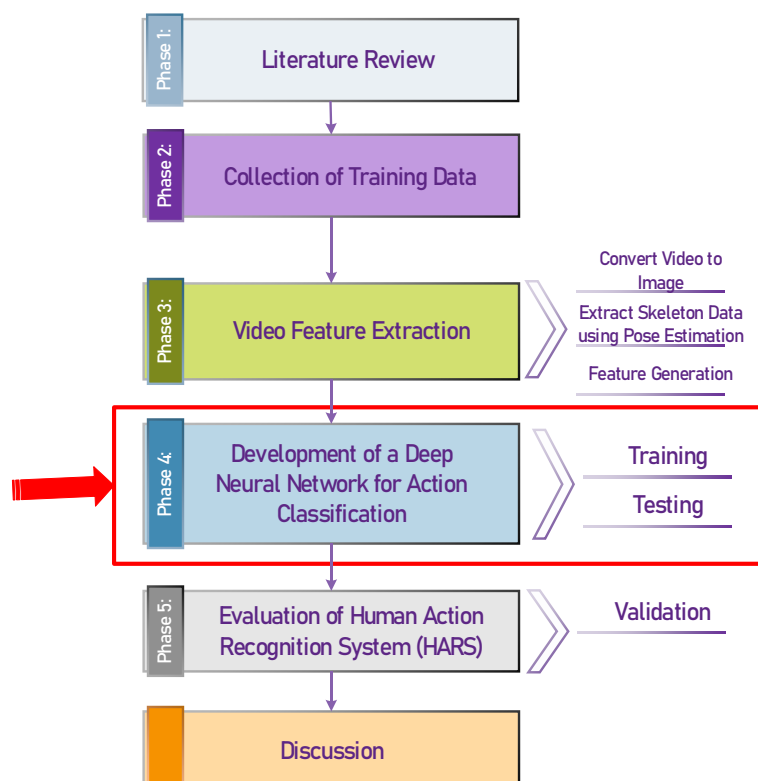 Phase 1:
Literature Review
Phase 2:
Collection of Training Data
Phase 3:
Video Feature Extraction
Convert Video to
Image
Extract Skeleton Data
using Pose Estimation
Feature Generation
Phase 4:
Development of a Deep
Neural Network for Action
Classification
Training
Testing
Phase 5:
Evaluation of Human Action
Recognition System (HARS)
Validation
Discussion